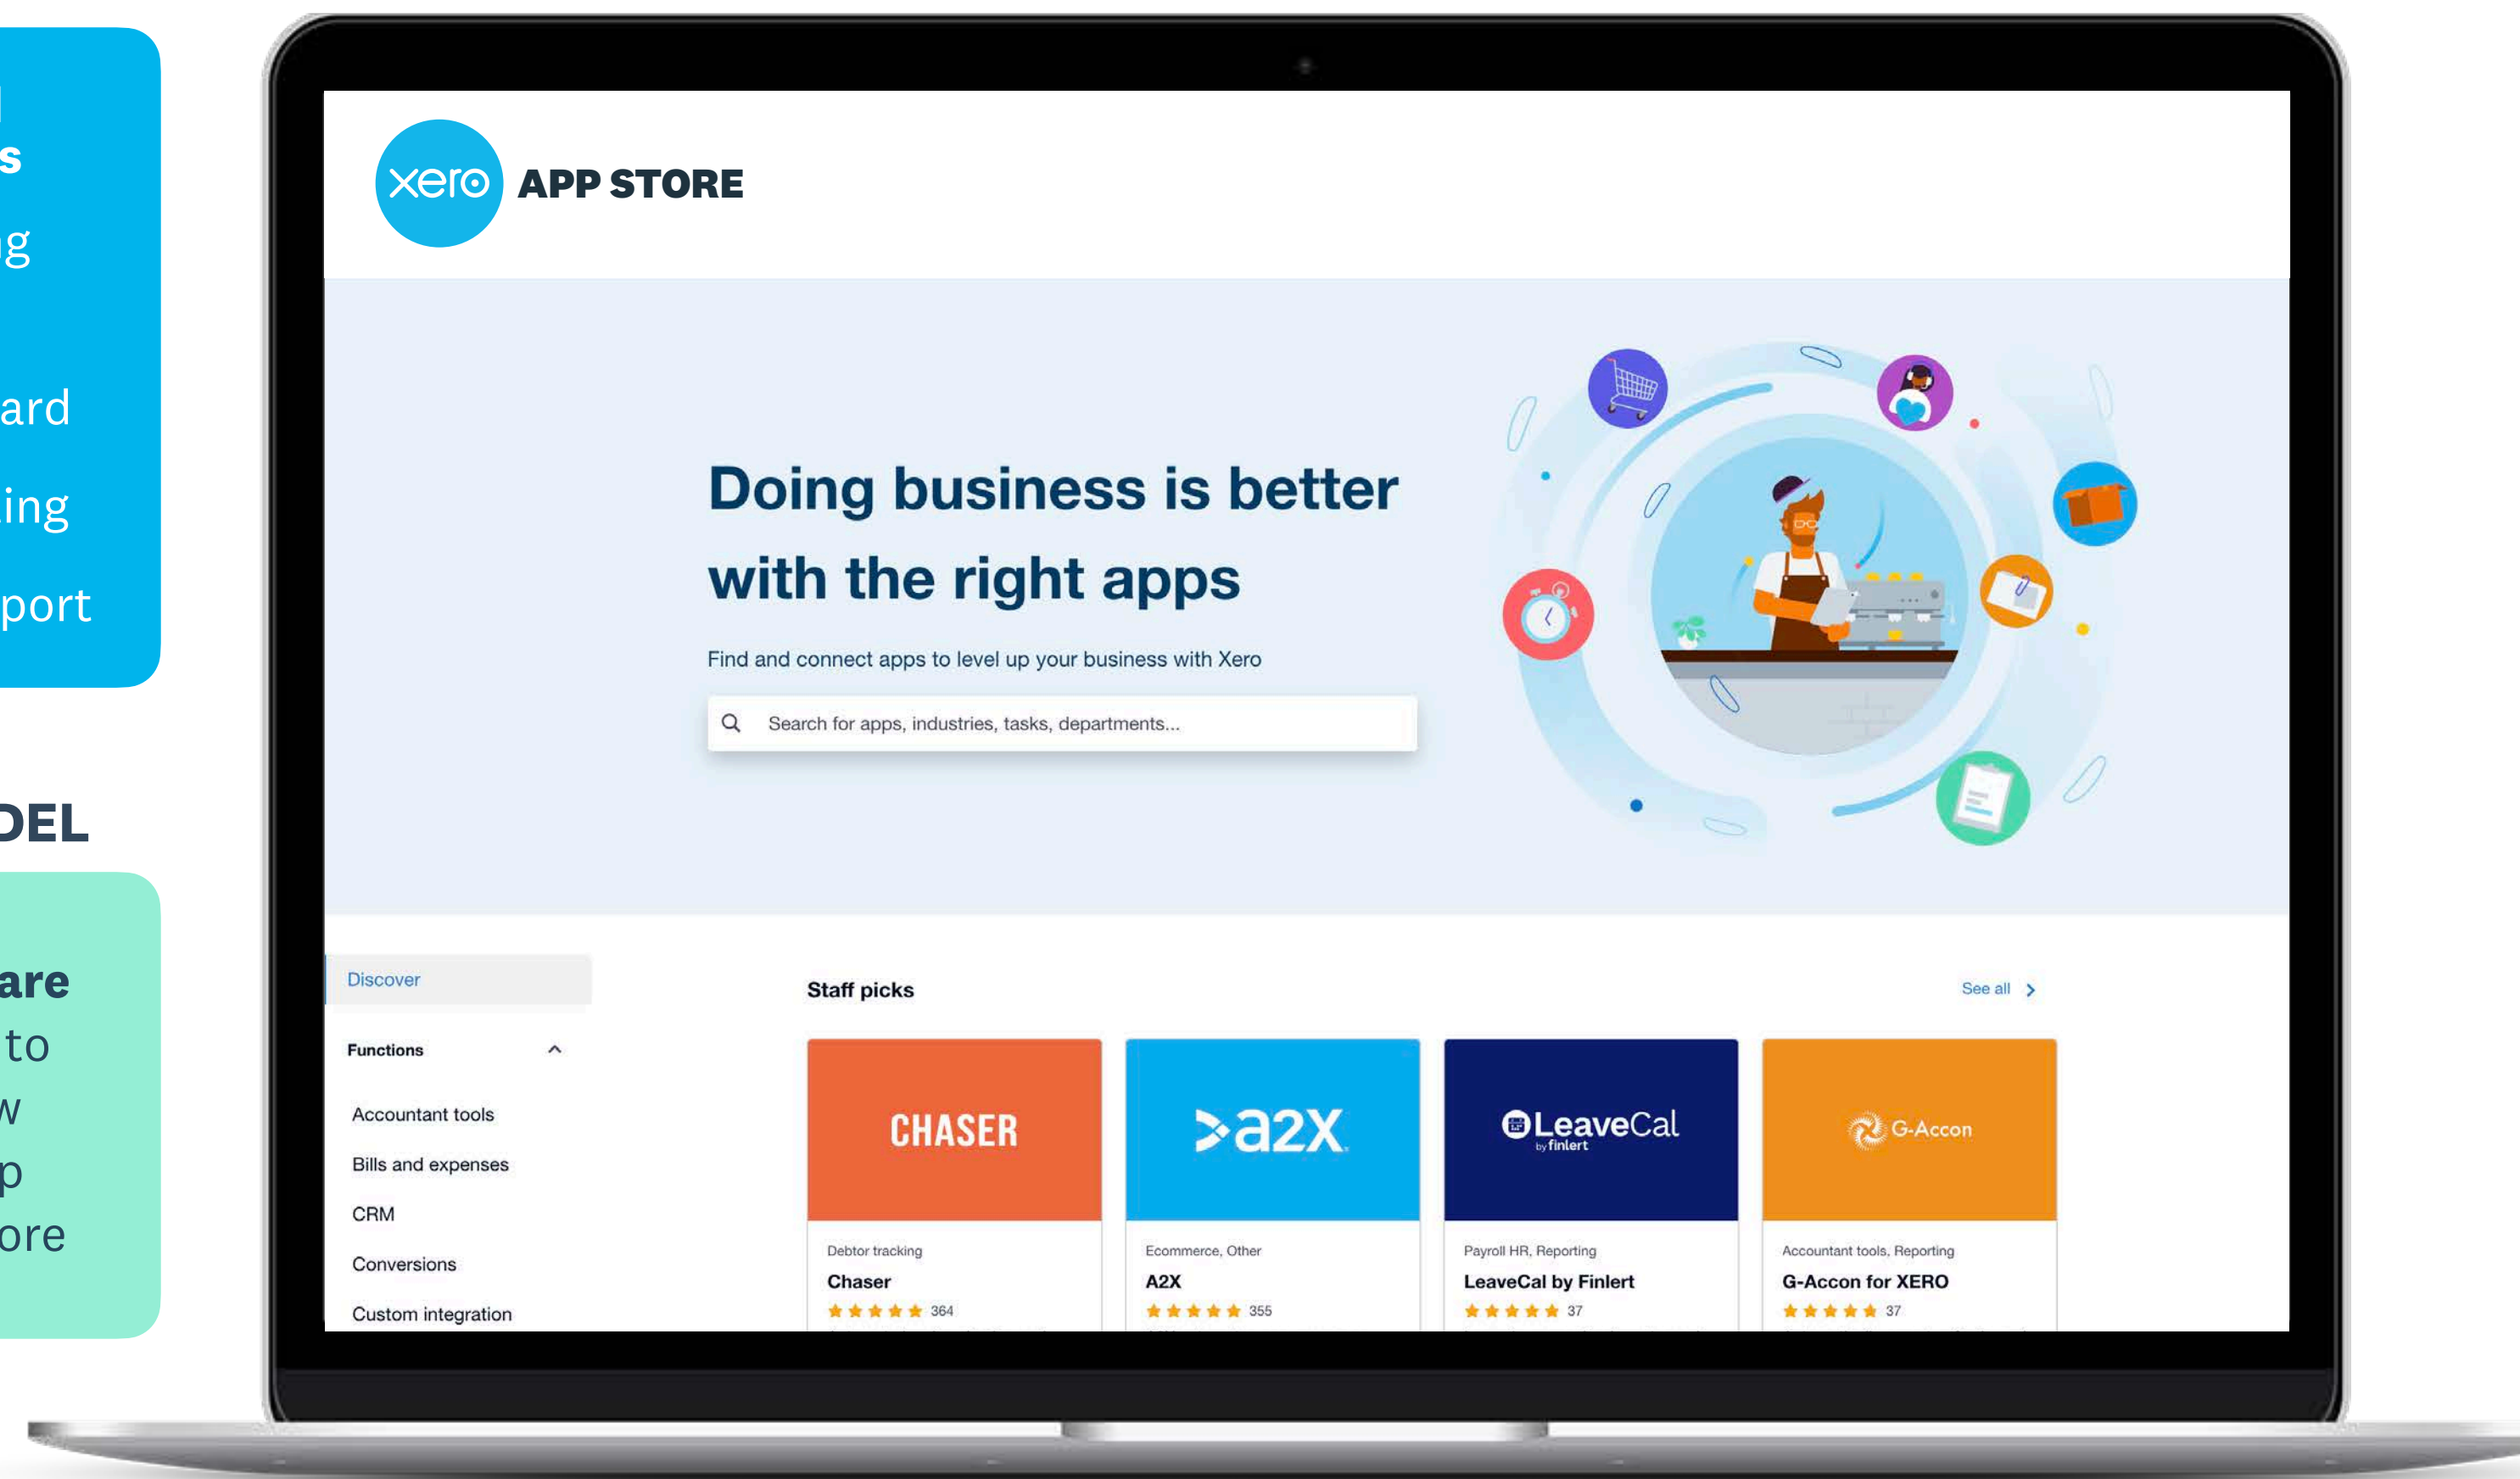 s
g
ard
ing
port
DEL
are
to
w
p
ore
xero APP STORE
Doing business is better
with the right apps
Find and connect apps to level up your business with Xero
Search for apps, industries, tasks, departments...
Discover
Functions
Accountant tools
Bills and expenses
CRM
Conversions
Custom integration
Staff picks
See all
CHASER
Debtor tracking
Chaser
364
a2x
Ecommerce, Other
A2X
355
LeaveCal
by finlert
Payroll HR, Reporting
LeaveCal by Finlert
37
G-Accon
Accountant tools, Reporting
G-Accon for XERO
37